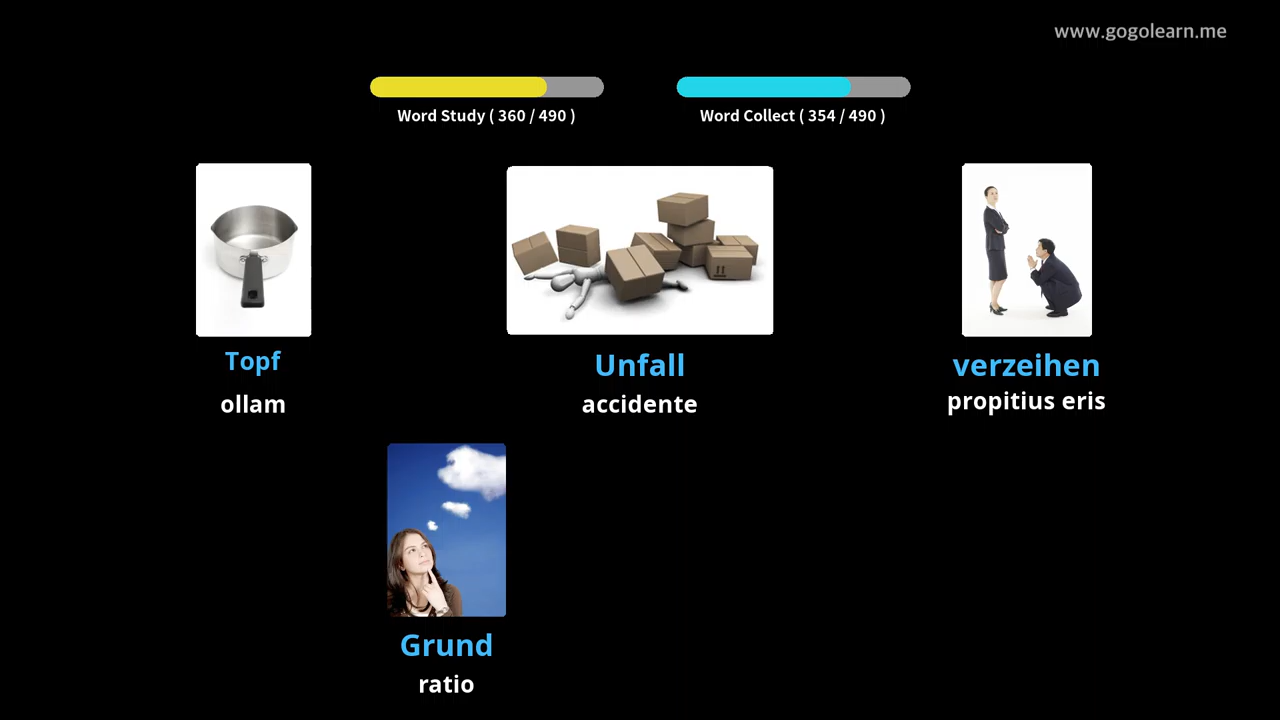 www.gogolearn.me
Word Study ( 360 / 490 )
Word Collect ( 354 / 490 )
Topf
ollam
Unfall
accidente
verzeihen
propitius eris
Grund
ratio